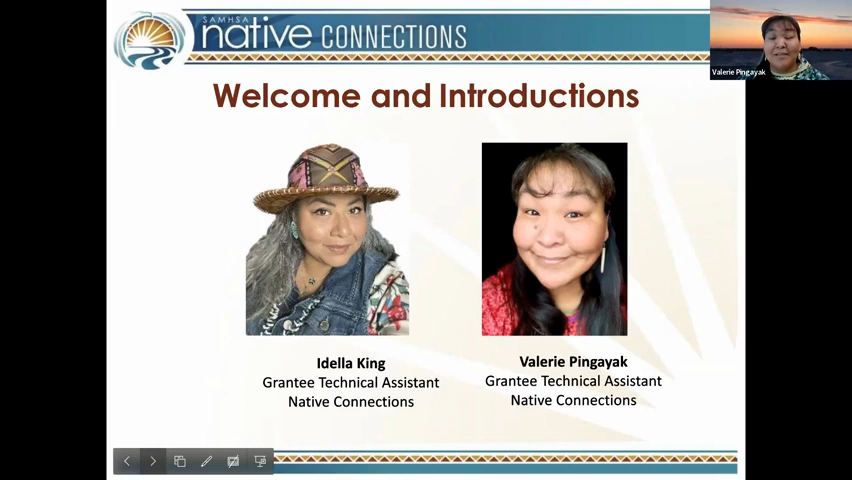 SAMHSA
native CONNECTIONS
Valerie Pingayak
Welcome and Introductions
Idella King
Grantee Technical Assistant
Native Connections
Valerie Pingayak
Grantee Technical Assistant
Native Connections